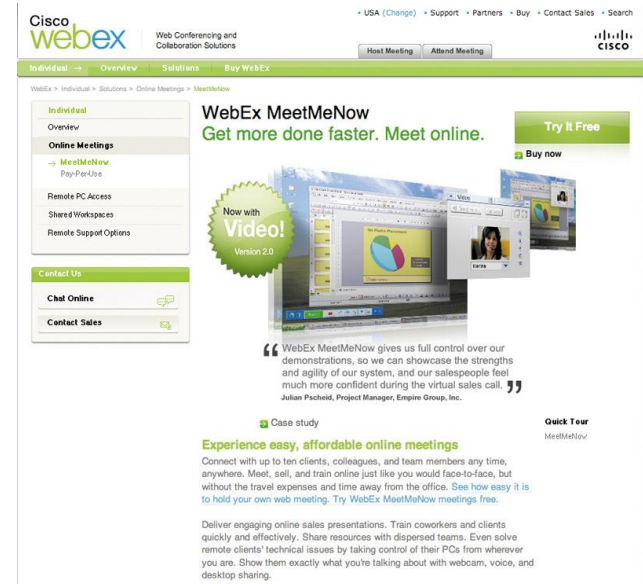 USA (Change) Support Partners Buy Contact Sales Search
Cisco
webex
Web Conferencing and
Collaboration Solutions
Host Meeting Attend Meeting
CISCO
Individual → Overview Solutions Buy WebEx
WebEx > Individual > Solutions > Online Meetings > MeetMeNow
Individual
Overview
Online Meetings
→ MeetMeNow
Pay-Per-Use
Remote PC Access
Shared Workspaces
Remote Support Options
Contact Us
Chat Online
Contact Sales
WebEx MeetMeNow
Get more done faster. Meet online.
Try It Free
Buy now
Now with
Video!
Version 2.0
Video
“ WebEx MeetMeNow gives us full control over our
demonstrations, so we can showcase the strengths
and agility of our system, and our salespeople feel
much more confident during the virtual sales call. ”
Julian Pscheid, Project Manager, Empire Group, Inc.
Case study
Quick Tour
MeetMeNow
Experience easy, affordable online meetings
Connect with up to ten clients, colleagues, and team members any time,
anywhere. Meet, sell, and train online just like you would face-to-face, but
without the travel expenses and time away from the office. See how easy it is
to hold your own web meeting. Try WebEx MeetMeNow meetings free.
Deliver engaging online sales presentations. Train coworkers and clients
quickly and effectively. Share resources with dispersed teams. Even solve
remote clients' technical issues by taking control of their PCs from wherever
you are. Show them exactly what you're talking about with webcam, voice, and
desktop sharing.